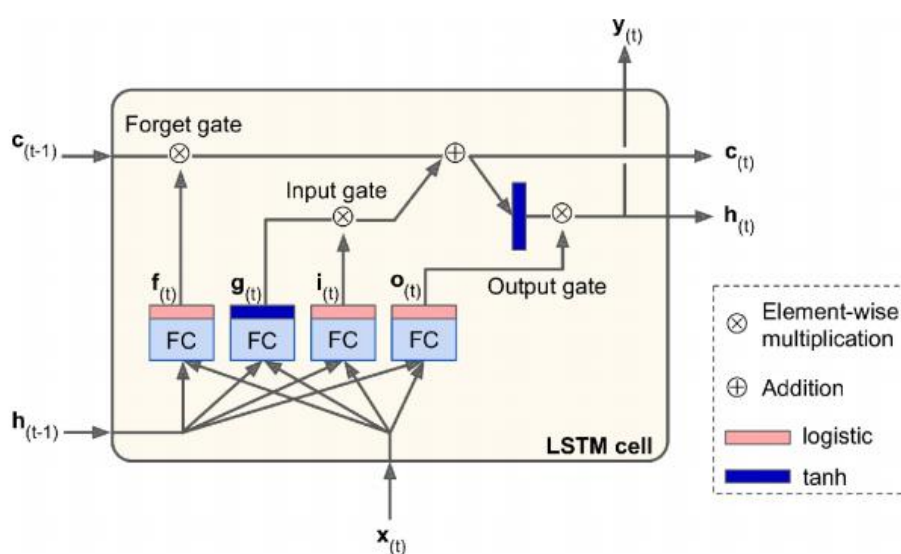 y(t)
Forget gate
c(t-1)
c(t)
Input gate
h(t)
f(t)
g(t)
i(t)
o(t)
Output gate
FC
FC
FC
FC
h(t-1)
LSTM cell
x(t)
Element-wise
multiplication
Addition
logistic
tanh